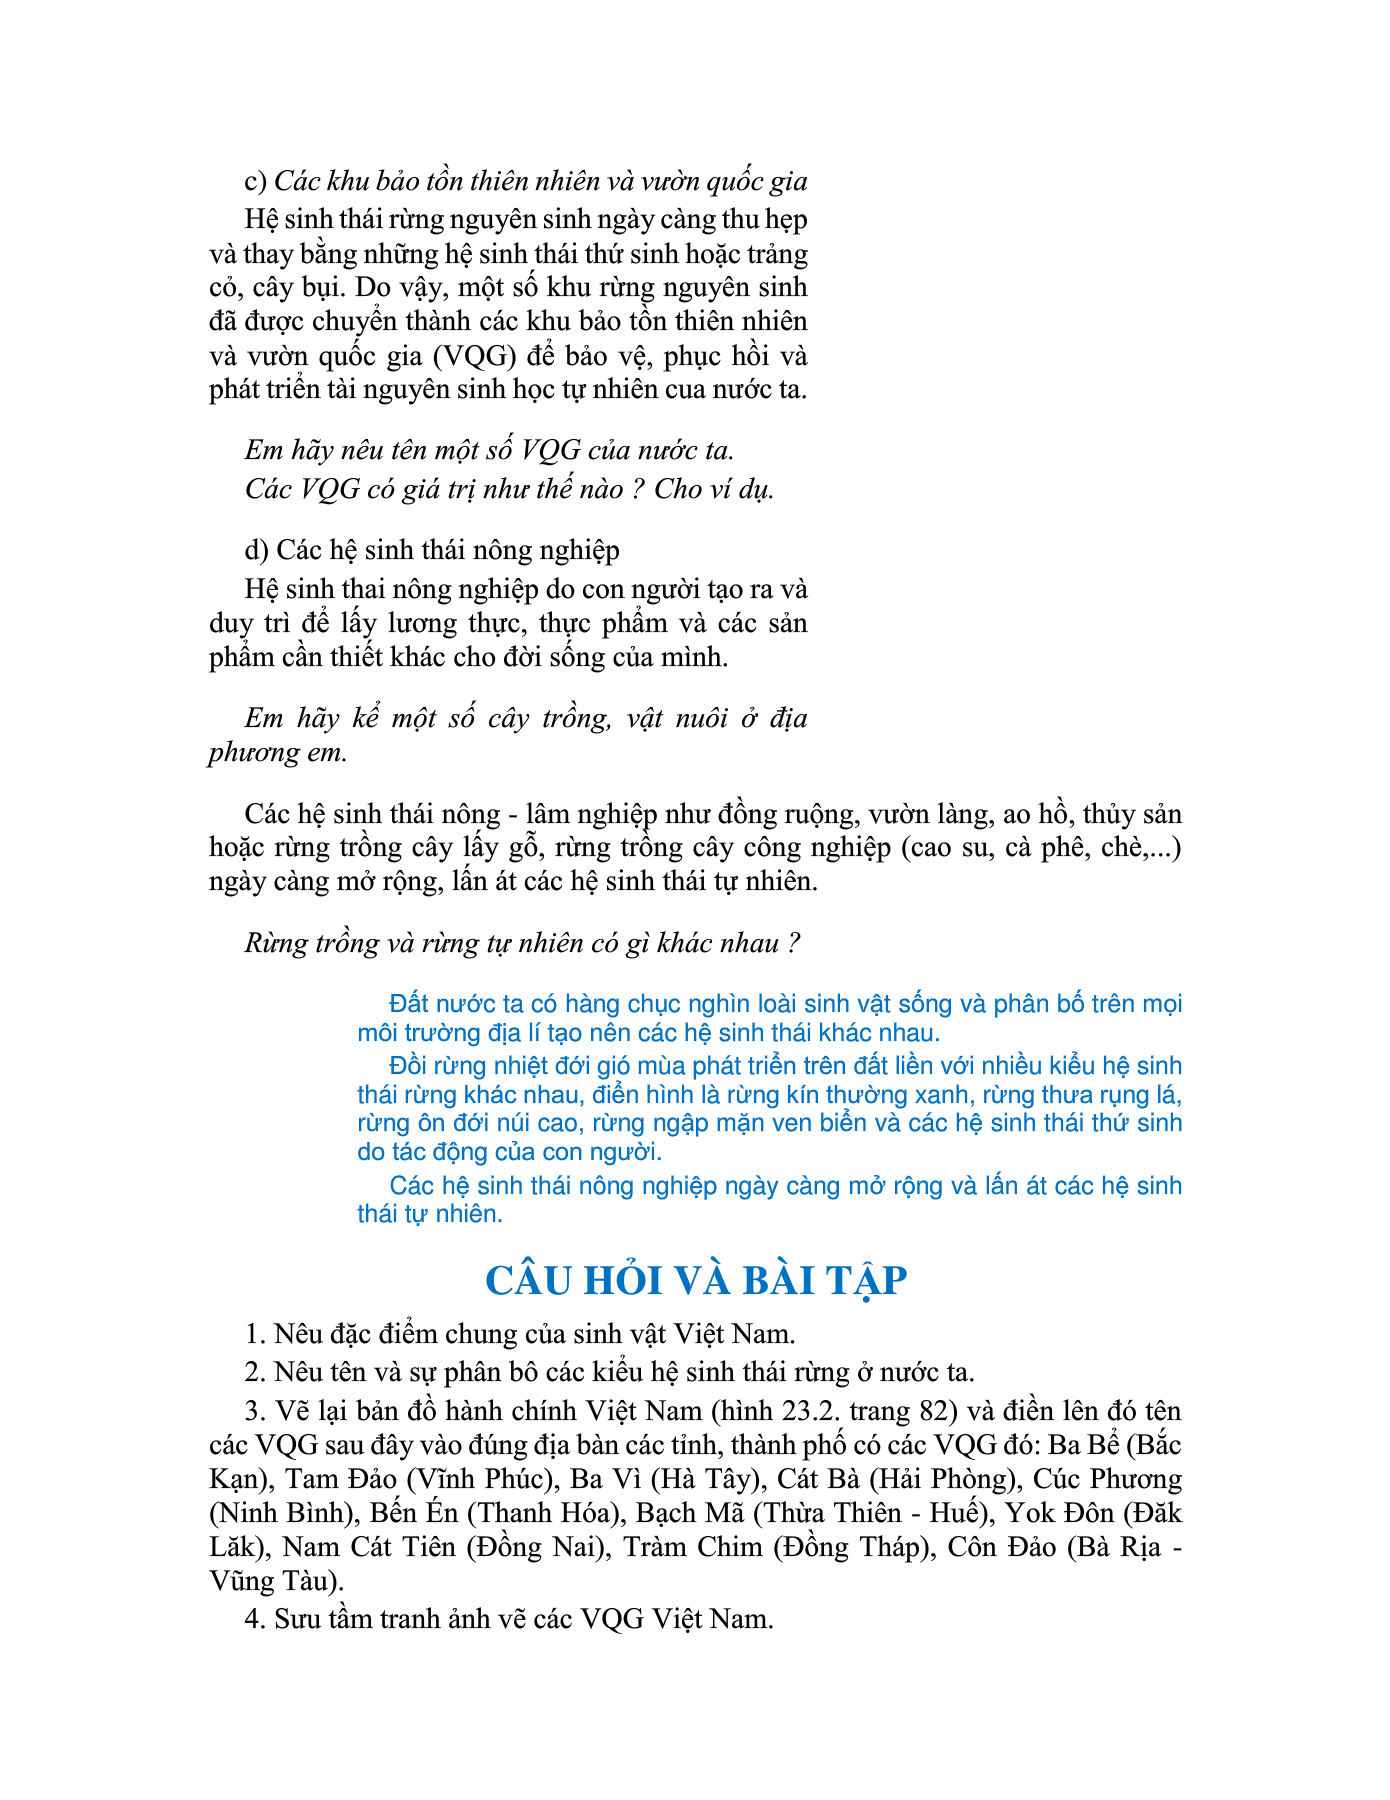 c) Các khu bảo tồn thiên nhiên và vườn quốc gia
Hệ sinh thái rừng nguyên sinh ngày càng thu hẹp
và thay bằng những hệ sinh thái thứ sinh hoặc trảng
cỏ, cây bụi. Do vậy, một số khu rừng nguyên sinh
đã được chuyển thành các khu bảo tồn thiên nhiên
và vườn quốc gia (VQG) để bảo vệ, phục hồi và
phát triển tài nguyên sinh học tự nhiên cua nước ta.
Em hãy nêu tên một số VQG của nước ta.
Các VQG có giá trị như thế nào ? Cho ví dụ.
d) Các hệ sinh thái nông nghiệp
Hệ sinh thai nông nghiệp do con người tạo ra và
duy trì để lấy lương thực, thực phẩm và các sản
phẩm cần thiết khác cho đời sống của mình.
Em hãy kể một số cây trồng, vật nuôi ở địa
phương em.
Các hệ sinh thái nông - lâm nghiệp như đồng ruộng, vườn làng, ao hồ, thủy sản
hoặc rừng trồng cây lấy gỗ, rừng trồng cây công nghiệp (cao su, cà phê, chè,...)
ngày càng mở rộng, lấn át các hệ sinh thái tự nhiên.
Rừng trồng và rừng tự nhiên có gì khác nhau ?
Đất nước ta có hàng chục nghìn loài sinh vật sống và phân bố trên mọi
môi trường địa lí tạo nên các hệ sinh thái khác nhau.
Đồi rừng nhiệt đới gió mùa phát triển trên đất liền với nhiều kiểu hệ sinh
thái rừng khác nhau, điển hình là rừng kín thường xanh, rừng thưa rụng lá,
rừng ôn đới núi cao, rừng ngập mặn ven biển và các hệ sinh thái thứ sinh
do tác động của con người.
Các hệ sinh thái nông nghiệp ngày càng mở rộng và lấn át các hệ sinh
thái tự nhiên.
CÂU HỎI VÀ BÀI TẬP
1. Nêu đặc điểm chung của sinh vật Việt Nam.
2. Nêu tên và sự phân bô các kiểu hệ sinh thái rừng ở nước ta.
3. Vẽ lại bản đồ hành chính Việt Nam (hình 23.2. trang 82) và điền lên đó tên
các VQG sau đây vào đúng địa bàn các tỉnh, thành phố có các VQG đó: Ba Bể (Bắc
Kạn), Tam Đảo (Vĩnh Phúc), Ba Vì (Hà Tây), Cát Bà (Hải Phòng), Cúc Phương
(Ninh Bình), Bến Én (Thanh Hóa), Bạch Mã (Thừa Thiên - Huế), Yok Đôn (Đăk
Lăk), Nam Cát Tiên (Đồng Nai), Tràm Chim (Đồng Tháp), Côn Đảo (Bà Rịa -
Vũng Tàu).
4. Sưu tầm tranh ảnh vẽ các VQG Việt Nam.